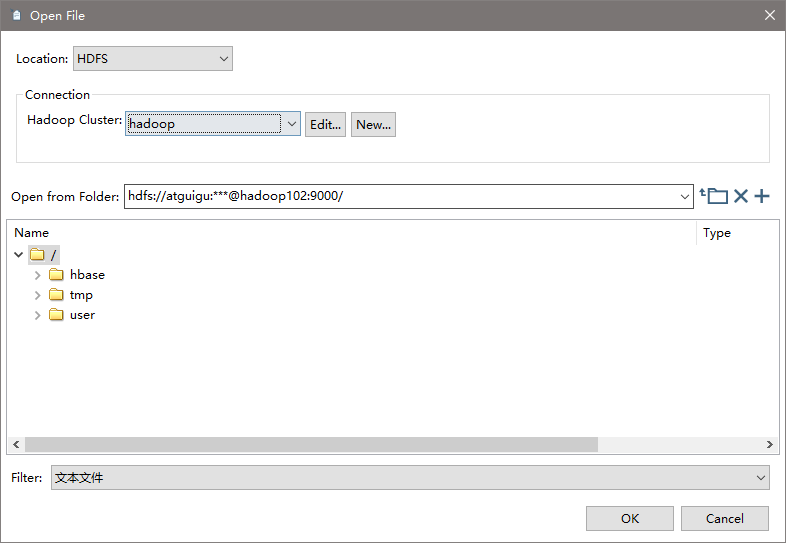 Open File
Location: HDFS
Connection
Hadoop Cluster: hadoop Edit... New...
Open from Folder: hdfs://atguigu:***@hadoop102:9000/
Name Type
/
hbase
tmp
user
Filter: 文本文件
OK Cancel